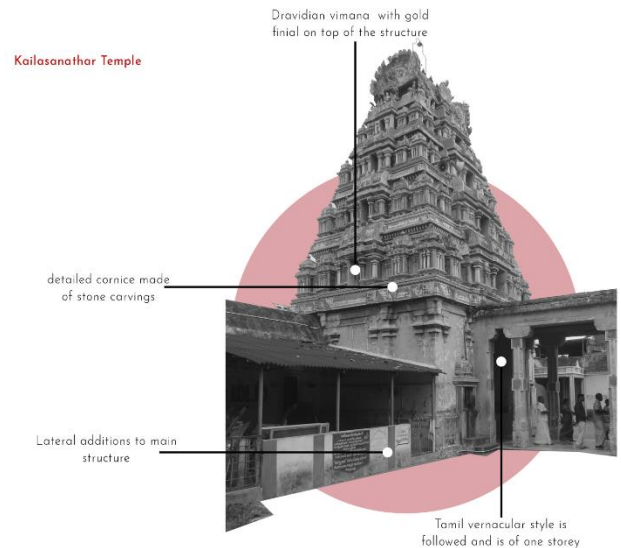 Dravidian vimana with gold
finial on top of the structure
Kailasanathar Temple
detailed cornice made
of stone carvings
Lateral additions to main
structure
Tamil vernacular style is
followed and is of one storey